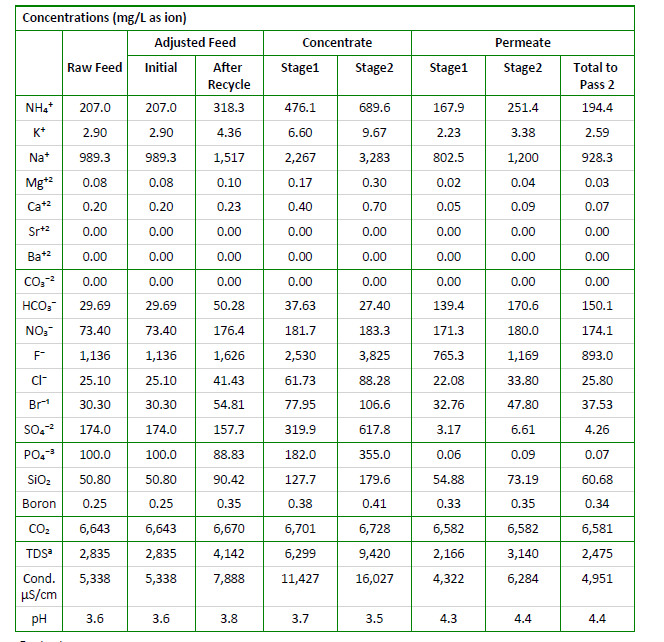 Concentrations (mg/L as ion)
Adjusted Feed Concentrate Permeate
Raw Feed Initial After Recycle Stage1 Stage2 Stage1 Stage2 Total to Pass 2
NH₄⁺ 207.0 207.0 318.3 476.1 689.6 167.9 251.4 194.4
K⁺ 2.90 2.90 4.36 6.60 9.67 2.23 3.38 2.59
Na⁺ 989.3 989.3 1,517 2,267 3,283 802.5 1,200 928.3
Mg⁺² 0.08 0.08 0.10 0.17 0.30 0.02 0.04 0.03
Ca⁺² 0.20 0.20 0.23 0.40 0.70 0.05 0.09 0.07
Sr⁺² 0.00 0.00 0.00 0.00 0.00 0.00 0.00 0.00
Ba⁺² 0.00 0.00 0.00 0.00 0.00 0.00 0.00 0.00
CO₃⁻² 0.00 0.00 0.00 0.00 0.00 0.00 0.00 0.00
HCO₃⁻ 29.69 29.69 50.28 37.63 27.40 139.4 170.6 150.1
NO₃⁻ 73.40 73.40 176.4 181.7 183.3 171.3 180.0 174.1
F⁻ 1,136 1,136 1,626 2,530 3,825 765.3 1,169 893.0
Cl⁻ 25.10 25.10 41.43 61.73 88.28 22.08 33.80 25.80
Br⁻¹ 30.30 30.30 54.81 77.95 106.6 32.76 47.80 37.53
SO₄⁻² 174.0 174.0 157.7 319.9 617.8 3.17 6.61 4.26
PO₄⁻³ 100.0 100.0 88.83 182.0 355.0 0.06 0.09 0.07
SiO₂ 50.80 50.80 90.42 127.7 179.6 54.88 73.19 60.68
Boron 0.25 0.25 0.35 0.38 0.41 0.33 0.35 0.34
CO₂ 6,643 6,643 6,670 6,701 6,728 6,582 6,582 6,581
TDSᵃ 2,835 2,835 4,142 6,299 9,420 2,166 3,140 2,475
Cond. µS/cm 5,338 5,338 7,888 11,427 16,027 4,322 6,284 4,951
pH 3.6 3.6 3.8 3.7 3.5 4.3 4.4 4.4